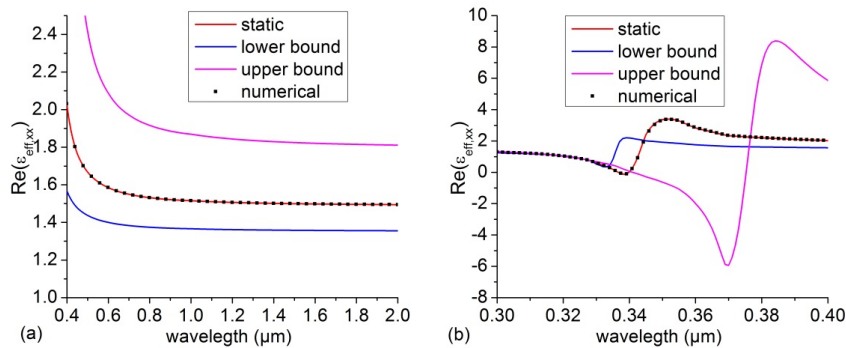 2.4
2.2
2.0
1.8
1.6
1.4
1.2
1.0
Re(ε_eff,xx)
static
lower bound
upper bound
numerical
0.4 0.6 0.8 1.0 1.2 1.4 1.6 1.8 2.0
wavelegth (µm)
(a)
10
8
6
4
2
0
-2
-4
-6
-8
Re(ε_eff,xx)
static
lower bound
upper bound
numerical
0.30 0.32 0.34 0.36 0.38 0.40
wavelegth (µm)
(b)